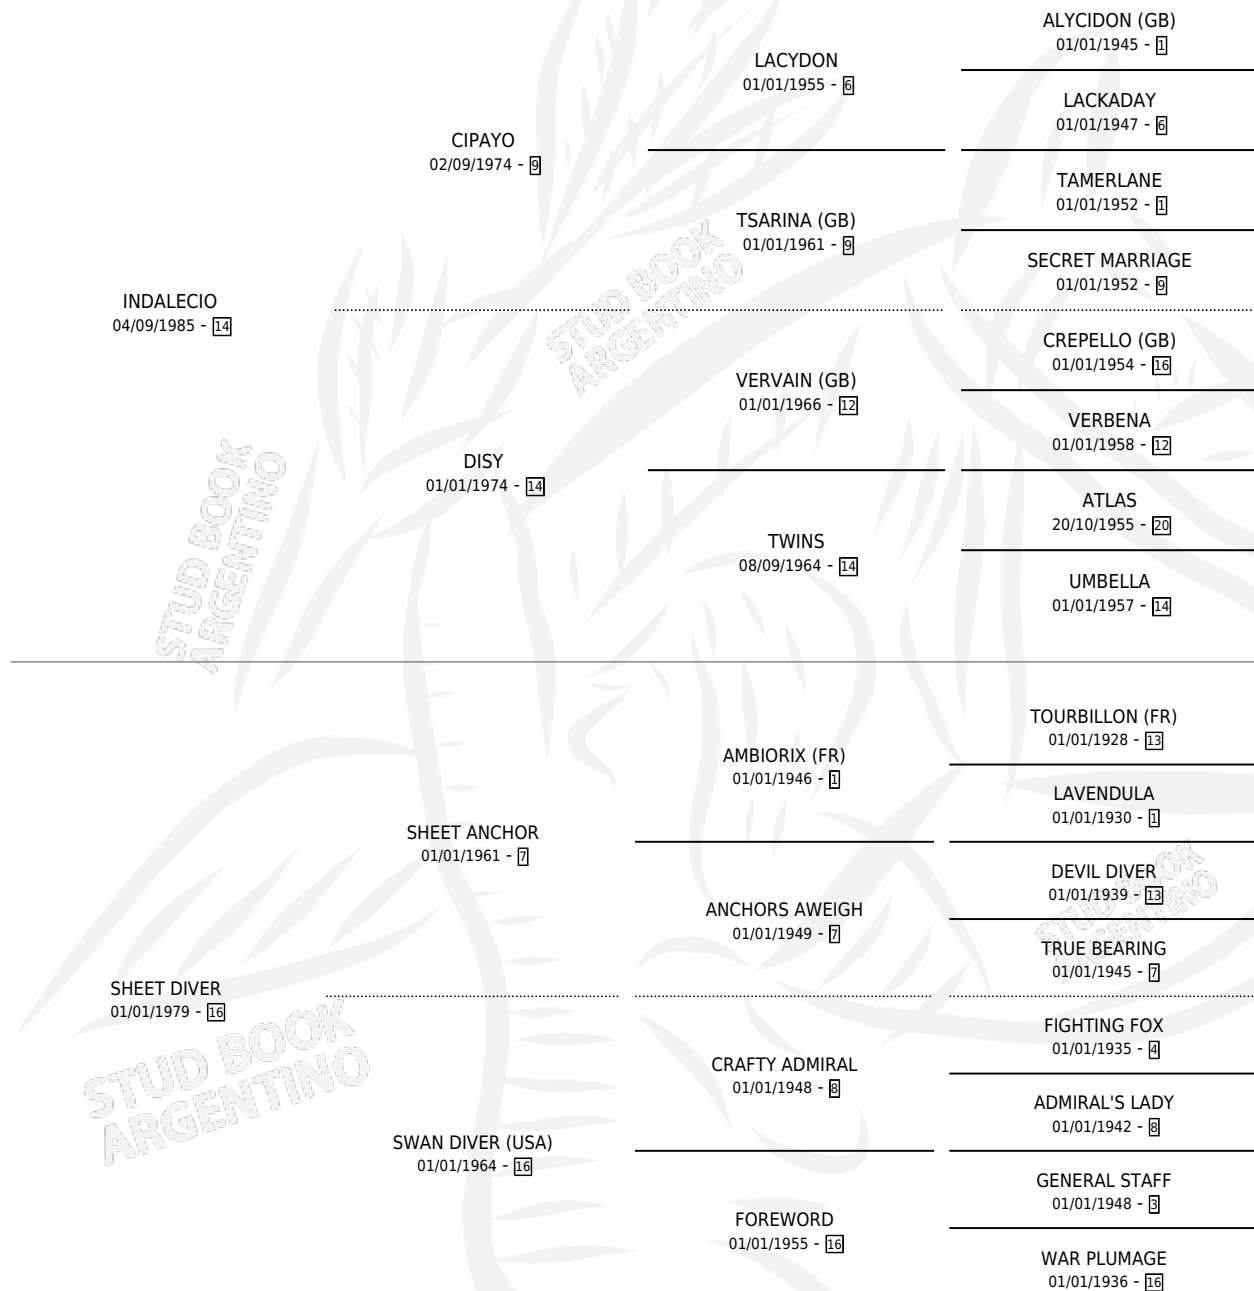 ALYCIDON (GB)
01/01/1945 - 1
LACYDON
01/01/1955 - 6
LACKADAY
01/01/1947 - 6
CIPAYO
02/09/1974 - 9
TAMERLANE
01/01/1952 - 1
TSARINA (GB)
01/01/1961 - 9
SECRET MARRIAGE
01/01/1952 - 9
INDALECIO
04/09/1985 - 14
STUD BOOK
ARGENTINO
CREPELLO (GB)
01/01/1954 - 16
VERVAIN (GB)
01/01/1966 - 12
VERBENA
01/01/1958 - 12
DISY
01/01/1974 - 14
ATLAS
20/10/1955 - 20
TWINS
08/09/1964 - 14
UMBELLA
01/01/1957 - 14
STUD BOOK
ARGENTINO
TOURBILLON (FR)
01/01/1928 - 13
AMBIORIX (FR)
01/01/1946 - 1
LAVENDULA
01/01/1930 - 1
SHEET ANCHOR
01/01/1961 - 7
DEVIL DIVER
01/01/1939 - 13
STUD BOOK
ARGENTINO
ANCHORS AWEIGH
01/01/1949 - 7
TRUE BEARING
01/01/1945 - 7
SHEET DIVER
01/01/1979 - 16
FIGHTING FOX
01/01/1935 - 4
STUD BOOK
ARGENTINO
CRAFTY ADMIRAL
01/01/1948 - 8
ADMIRAL'S LADY
01/01/1942 - 8
SWAN DIVER (USA)
01/01/1964 - 16
GENERAL STAFF
01/01/1948 - 3
FOREWORD
01/01/1955 - 16
WAR PLUMAGE
01/01/1936 - 16